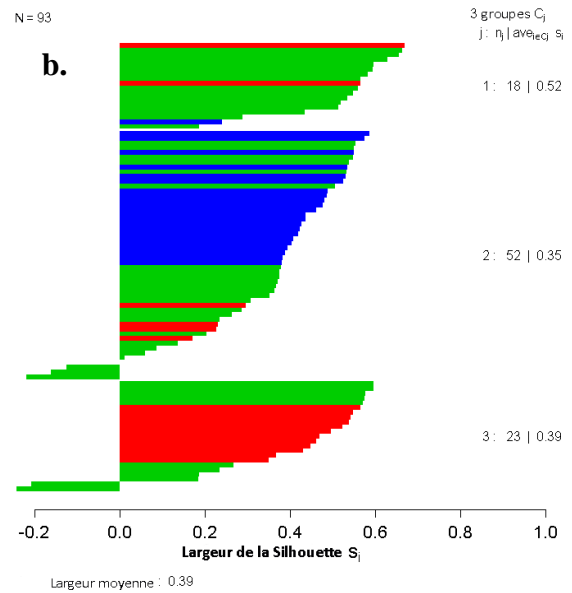 N = 93
3 groupes Cj
j : nj | aveiεCj si
b.
1 : 18 | 0.52
2 : 52 | 0.35
3 : 23 | 0.39
-0.2 0.0 0.2 0.4 0.6 0.8 1.0
Largeur de la Silhouette Si
Largeur moyenne : 0.39